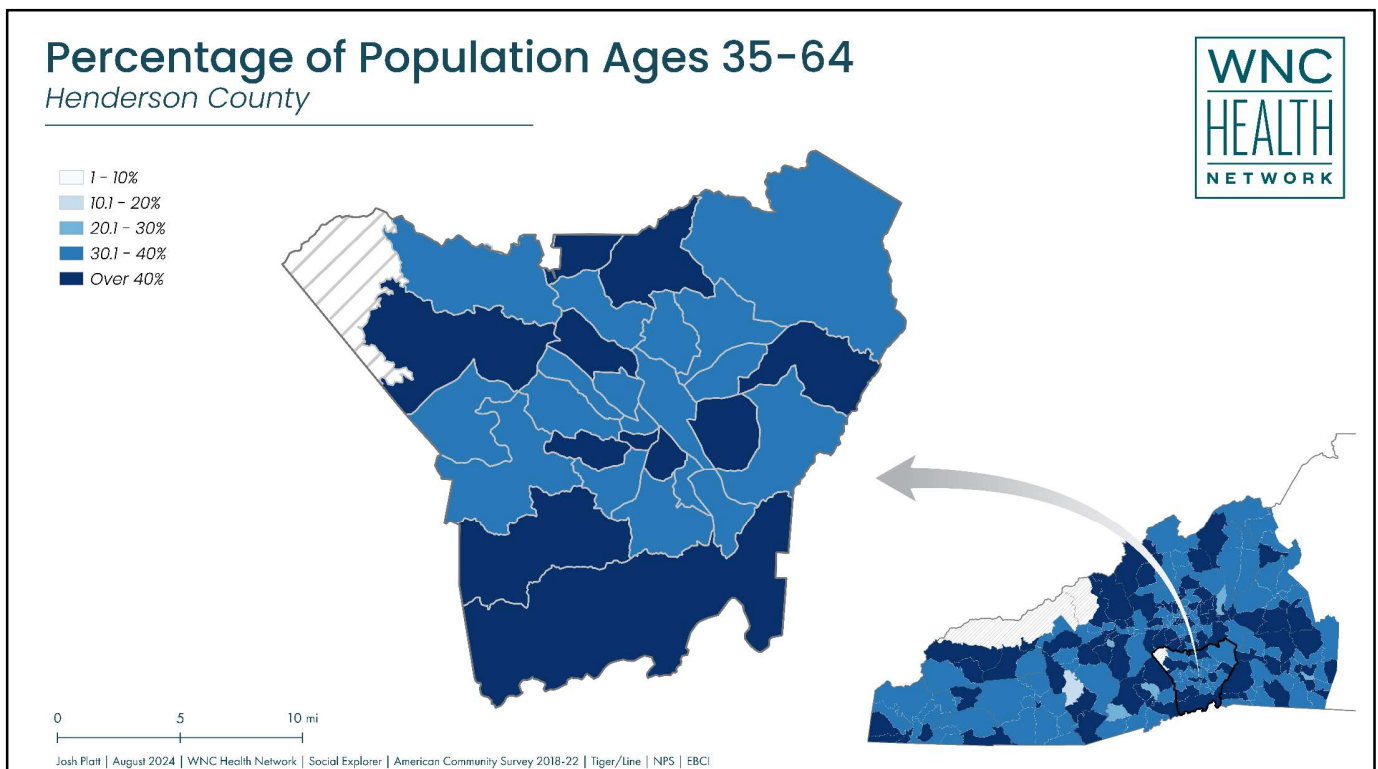 Percentage of Population Ages 35-64
Henderson County
WNC
HEALTH
NETWORK
1 - 10%
10.1 - 20%
20.1 - 30%
30.1 - 40%
Over 40%
0 5 10 mi
Josh Platt | August 2024 | WNC Health Network | Social Explorer | American Community Survey 2018-22 | Tiger/Line | NPS | EBCI